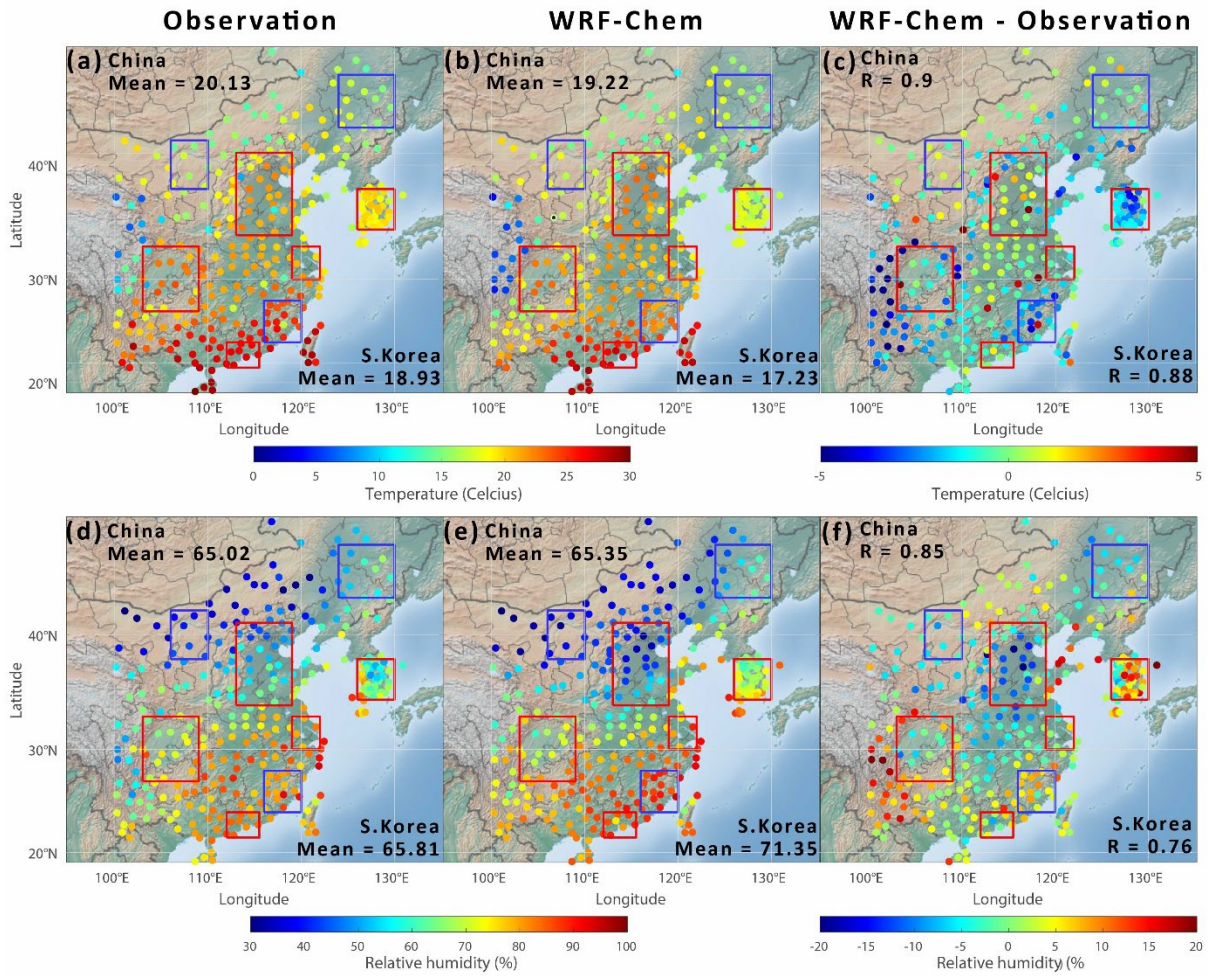 Observation
WRF-Chem
WRF-Chem - Observation
(a) China
Mean = 20.13
(b) China
Mean = 19.22
(c) China
R = 0.9
Latitude
40°N
30°N
20°N
S.Korea
Mean = 18.93
S.Korea
Mean = 17.23
S.Korea
R = 0.88
100°E 110°E 120°E 130°E
100°E 110°E 120°E 130°E
100°E 110°E 120°E 130°E
Longitude
Longitude
Longitude
0 5 10 15 20 25 30
Temperature (Celcius)
-5 0 5
Temperature (Celcius)
(d) China
Mean = 65.02
(e) China
Mean = 65.35
(f) China
R = 0.85
Latitude
40°N
30°N
20°N
S.Korea
Mean = 65.81
S.Korea
Mean = 71.35
S.Korea
R = 0.76
100°E 110°E 120°E 130°E
100°E 110°E 120°E 130°E
100°E 110°E 120°E 130°E
Longitude
Longitude
Longitude
30 40 50 60 70 80 90 100
Relative humidity (%)
-20 -15 -10 -5 0 5 10 15 20
Relative humidity) (%